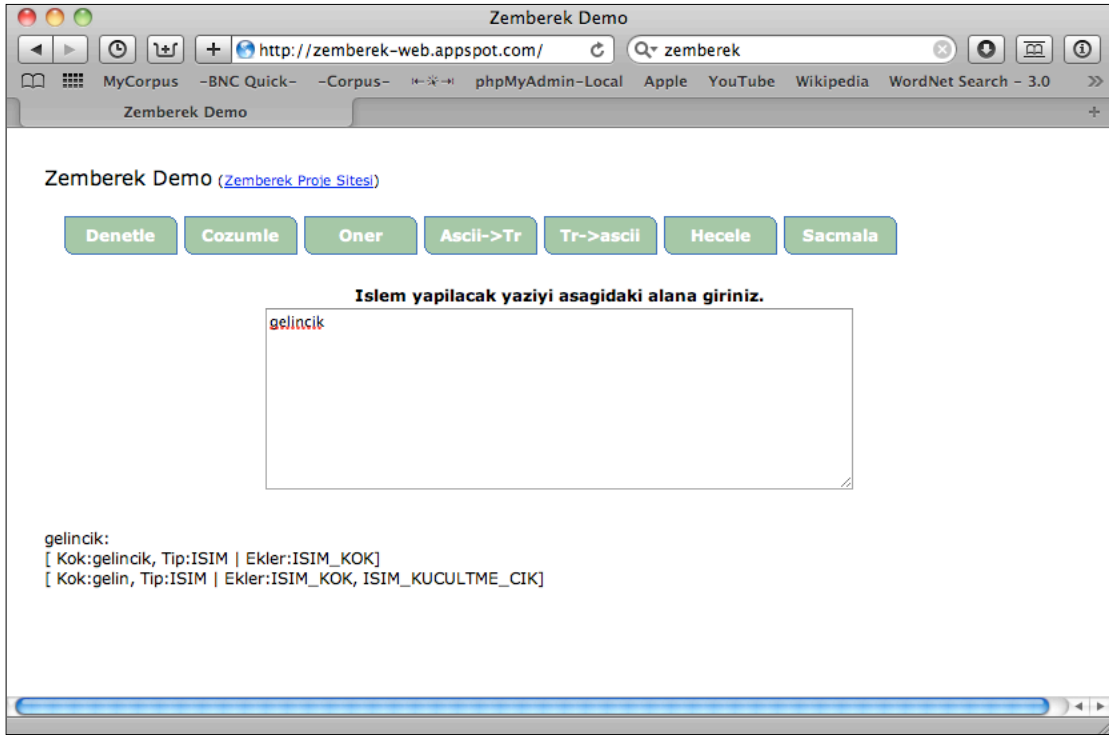 Zemberek Demo
http://zemberek-web.appspot.com/
zemberek
MyCorpus -BNC Quick- -Corpus- phpMyAdmin-Local Apple YouTube Wikipedia WordNet Search - 3.0 >>
Zemberek Demo +
Zemberek Demo (Zemberek Proje Sitesi)
Denetle Cozumle Oner Ascii->Tr Tr->ascii Hecele Sacmala
Islem yapilacak yaziyi asagidaki alana giriniz.
gelincik
gelincik:
[ Kok:gelincik, Tip:ISIM | Ekler:ISIM_KOK]
[ Kok:gelin, Tip:ISIM | Ekler:ISIM_KOK, ISIM_KUCULTME_CIK]